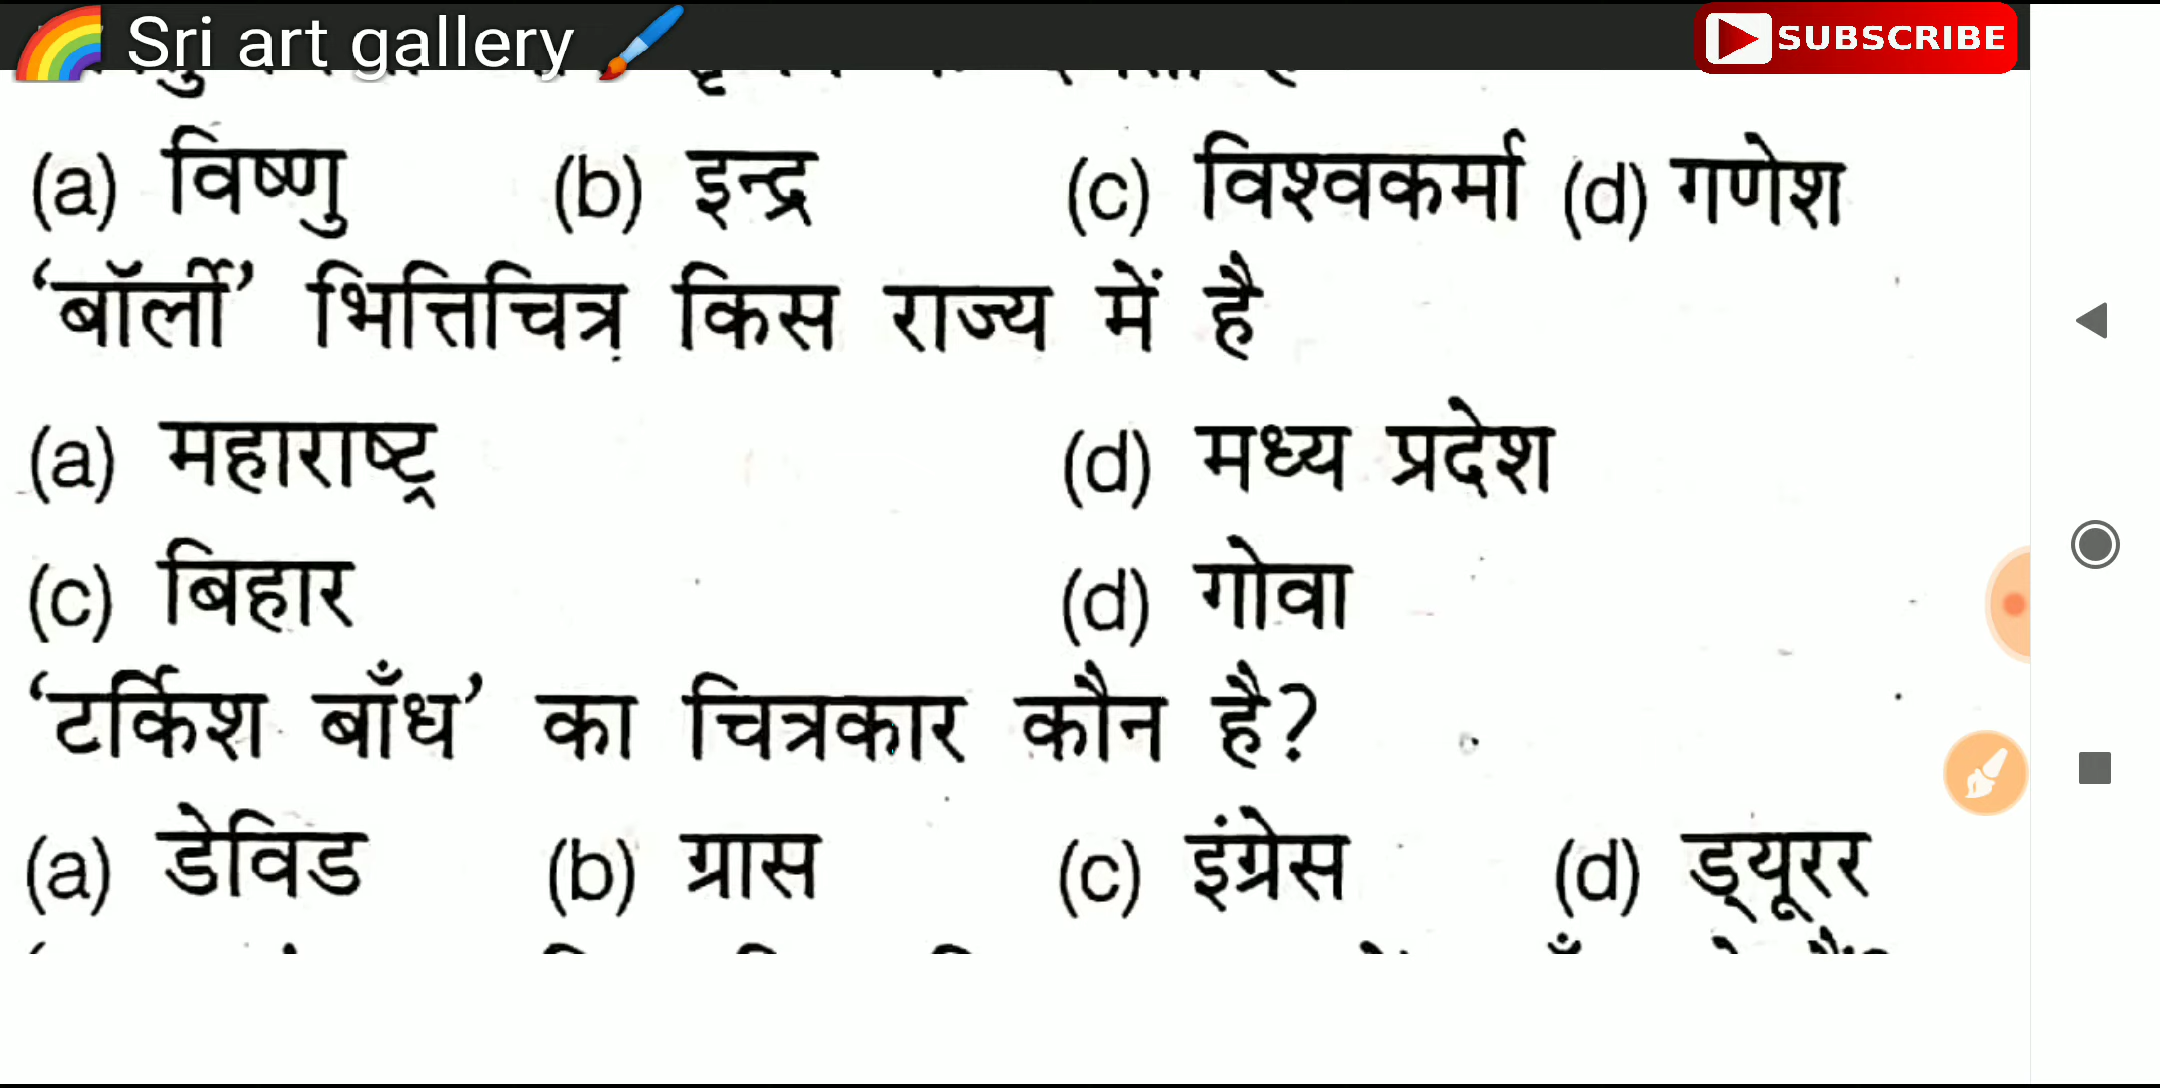 Sri art gallery
SUBSCRIBE
(a) विष्णु (b) इन्द्र (c) विश्वकर्मा (d) गणेश
‘बॉर्ली’ भित्तिचित्र किस राज्य में है
(a) महाराष्ट्र (d) मध्य प्रदेश
(c) बिहार (d) गोवा
‘टर्किश बाँध’ का चित्रकार कौन है?
(a) डेविड (b) ग्रास (c) इंग्रेस (d) ड्यूरर